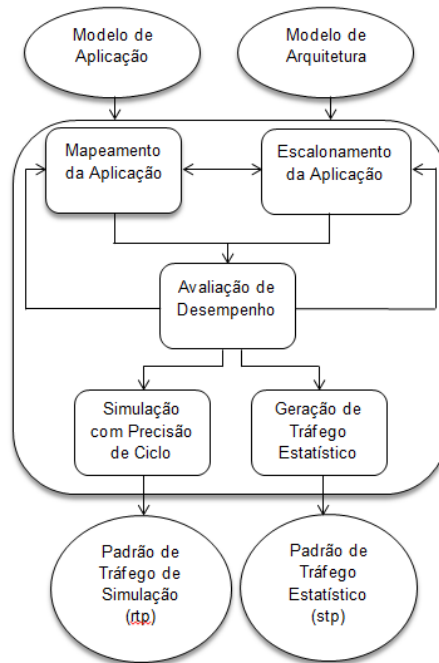 Modelo de
Aplicação
Modelo de
Arquitetura
Mapeamento
da Aplicação
Escalonamento
da Aplicação
Avaliação de
Desempenho
Simulação
com Precisão
de Ciclo
Geração de
Tráfego
Estatístico
Padrão de
Tráfego de
Simulação
(rtp)
Padrão de
Tráfego
Estatístico
(stp)